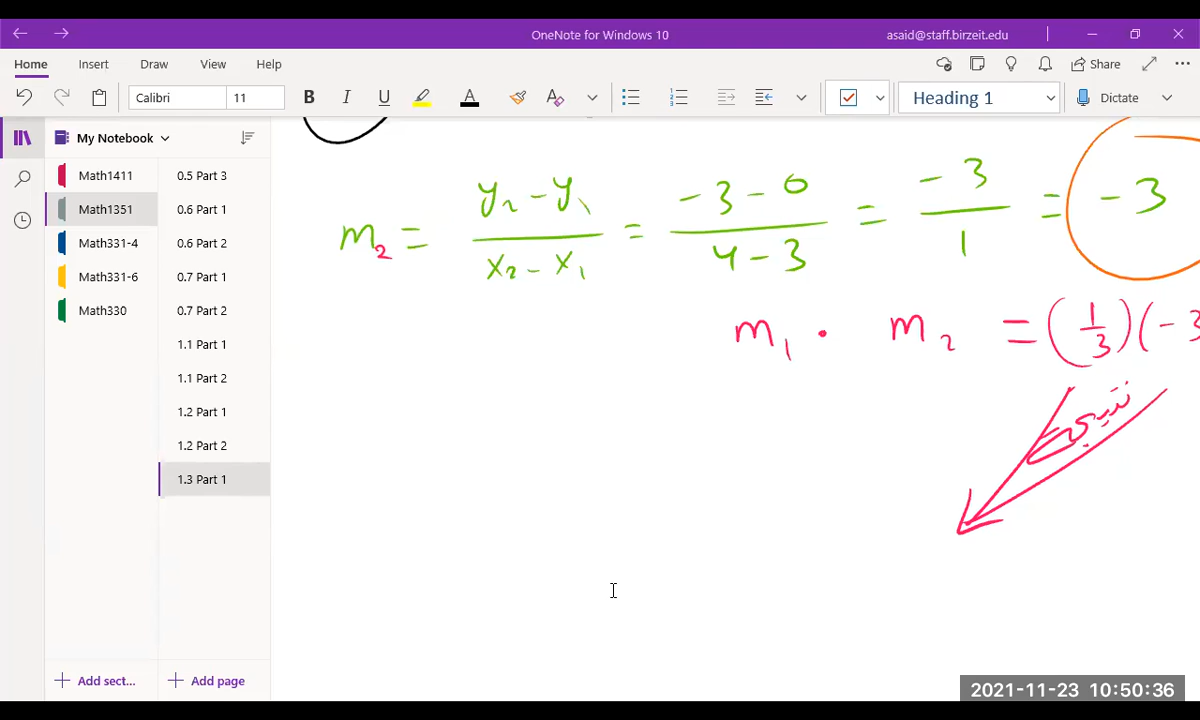 OneNote for Windows 10
asaid@staff.birzeit.edu
Home Insert Draw View Help
Share
Calibri 11 B I U A Heading 1 Dictate
My Notebook
Math1411
Math1351
Math331-4
Math331-6
Math330
0.5 Part 3
0.6 Part 1
0.6 Part 2
0.7 Part 1
0.7 Part 2
1.1 Part 1
1.1 Part 2
1.2 Part 1
1.2 Part 2
1.3 Part 1
Add sect...
Add page
m₂ = (y₂ - y₁)/(x₂ - x₁) = (-3 - 0)/(4 - 3) = -3/1 = -3
m₁ · m₂ = (1/3)(-3
2021-11-23 10:50:36